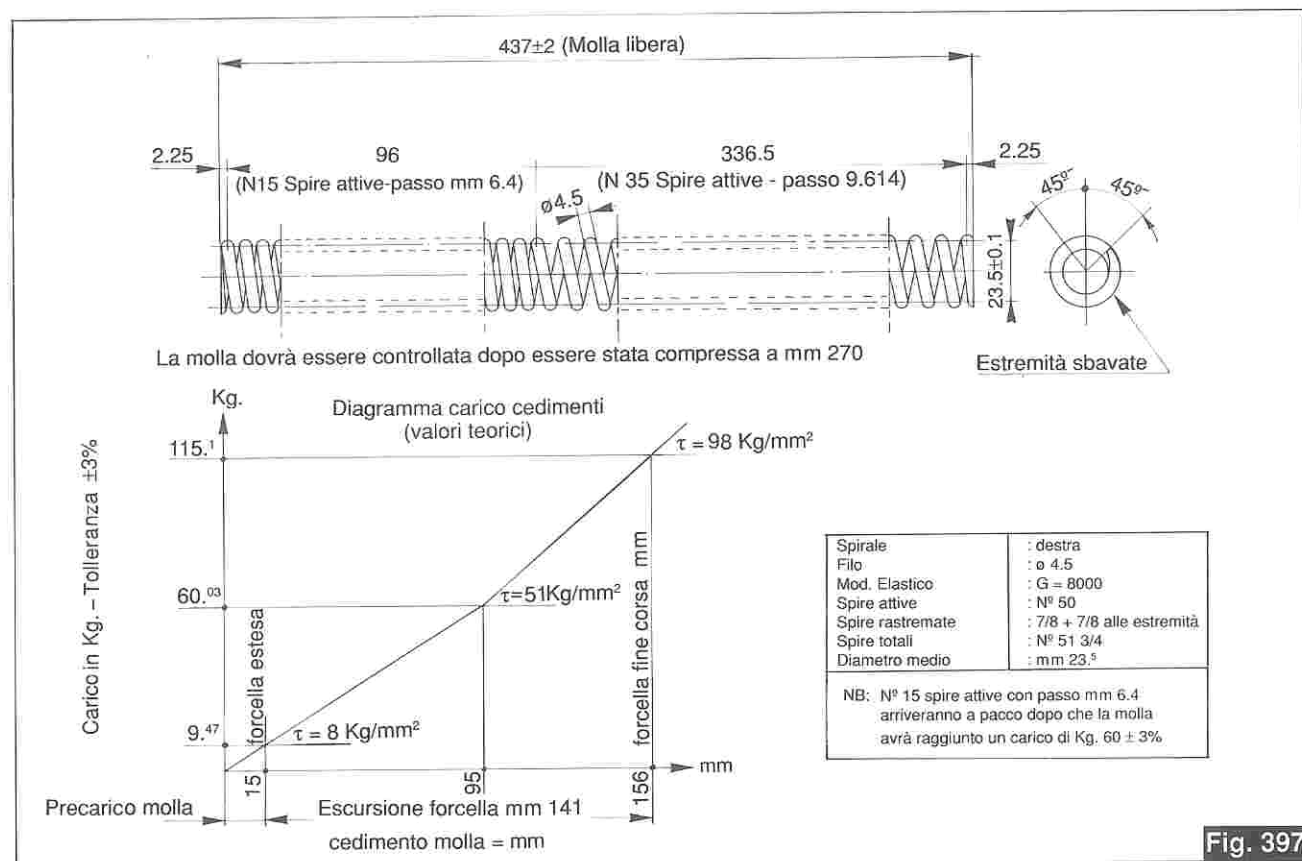 437±2 (Molla libera)
2.25
96
336.5
2.25
(N15 Spire attive-passo mm 6.4)
(N 35 Spire attive - passo 9.614)
ø4.5
45º
45º
23.5±0.1
La molla dovrà essere controllata dopo essere stata compressa a mm 270
Estremità sbavate
Kg.
Diagramma carico cedimenti
(valori teorici)
Carico in Kg. – Tolleranza ±3%
115.¹
τ = 98 Kg/mm²
60.⁰³
τ=51Kg/mm²
9.⁴⁷
τ = 8 Kg/mm²
forcella estesa
forcella fine corsa mm
15
95
156
mm
Precarico molla
Escursione forcella mm 141
cedimento molla = mm
Spirale : destra
Filo : ø 4.5
Mod. Elastico : G = 8000
Spire attive : Nº 50
Spire rastremate : 7/8 + 7/8 alle estremità
Spire totali : Nº 51 3/4
Diametro medio : mm 23.⁵
NB: Nº 15 spire attive con passo mm 6.4
arriveranno a pacco dopo che la molla
avrà raggiunto un carico di Kg. 60 ± 3%
Fig. 397